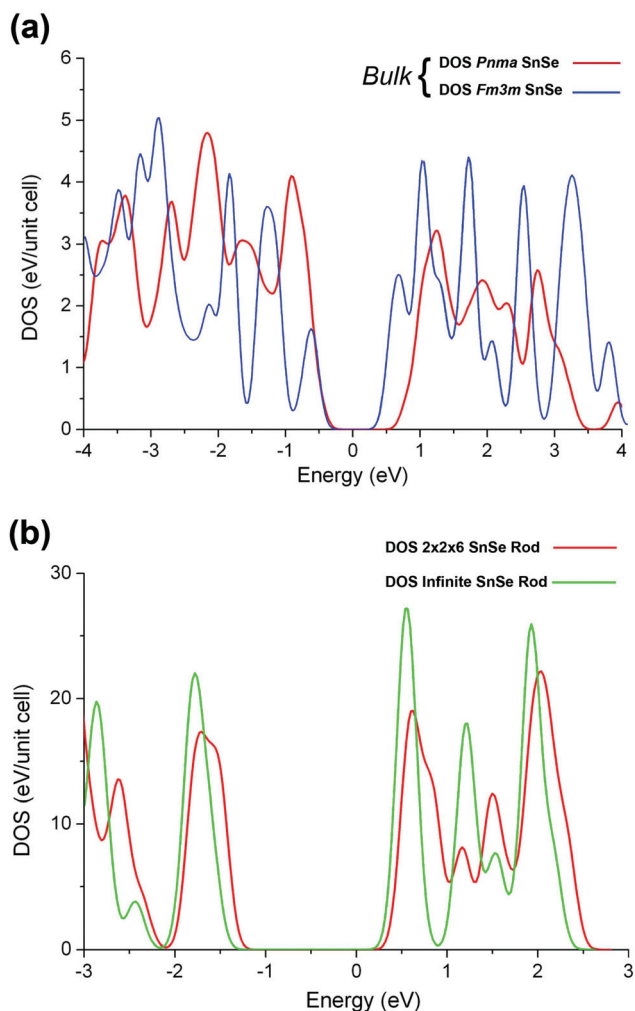 (a)
6
5
4
3
2
1
0
DOS (eV/unit cell)
Bulk {
DOS Pnma SnSe
DOS Fm3m SnSe
-4 -3 -2 -1 0 1 2 3 4
Energy (eV)
(b)
30
20
10
0
DOS (eV/unit cell)
DOS 2x2x6 SnSe Rod
DOS Infinite SnSe Rod
-3 -2 -1 0 1 2 3
Energy (eV)